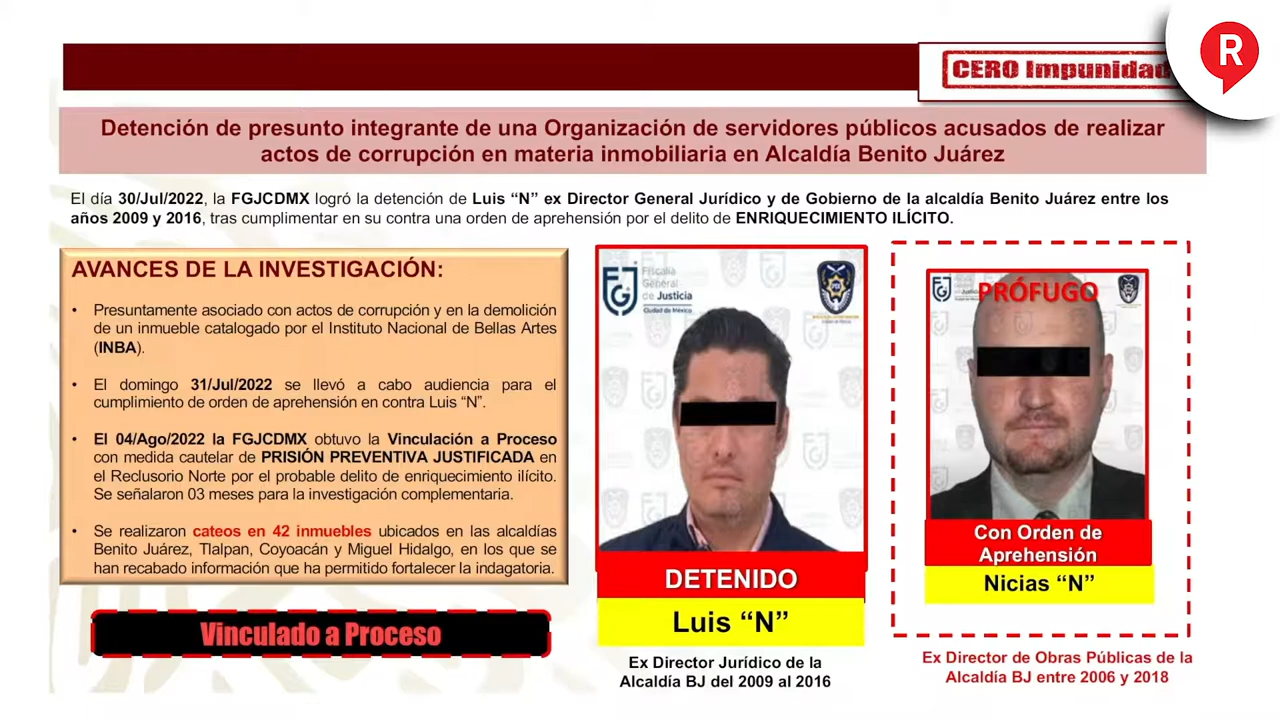 R
CERO Impunidad
Detención de presunto integrante de una Organización de servidores públicos acusados de realizar
actos de corrupción en materia inmobiliaria en Alcaldía Benito Juárez
El día 30/Jul/2022, la FGJCDMX logró la detención de Luis “N” ex Director General Jurídico y de Gobierno de la alcaldía Benito Juárez entre los
años 2009 y 2016, tras cumplimentar en su contra una orden de aprehensión por el delito de ENRIQUECIMIENTO ILÍCITO.
AVANCES DE LA INVESTIGACIÓN:
• Presuntamente asociado con actos de corrupción y en la demolición
de un inmueble catalogado por el Instituto Nacional de Bellas Artes
(INBA).
• El domingo 31/Jul/2022 se llevó a cabo audiencia para el
cumplimiento de orden de aprehensión en contra Luis “N”.
• El 04/Ago/2022 la FGJCDMX obtuvo la Vinculación a Proceso
con medida cautelar de PRISIÓN PREVENTIVA JUSTIFICADA en
el Reclusorio Norte por el probable delito de enriquecimiento ilícito.
Se señalaron 03 meses para la investigación complementaria.
• Se realizaron cateos en 42 inmuebles ubicados en las alcaldías
Benito Juárez, Tlalpan, Coyoacán y Miguel Hidalgo, en los que se
han recabado información que ha permitido fortalecer la indagatoria.
Vinculado a Proceso
FGJ
Fiscalía
General
de Justicia
Ciudad de México
DETENIDO
Luis “N”
Ex Director Jurídico de la
Alcaldía BJ del 2009 al 2016
PRÓFUGO
Con Orden de
Aprehensión
Nicias “N”
Ex Director de Obras Públicas de la
Alcaldía BJ entre 2006 y 2018